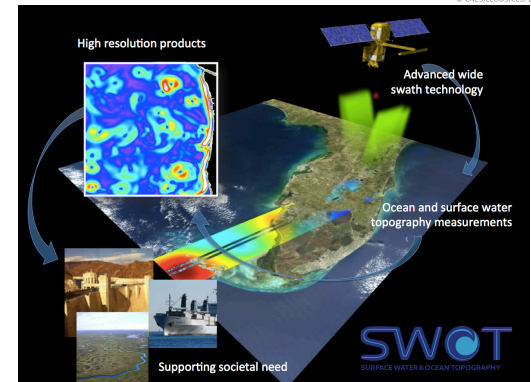 High resolution products
Advanced wide
swath technology
Ocean and surface water
topography measurements
Supporting societal need
SWOT
SURFACE WATER & OCEAN TOPOGRAPHY